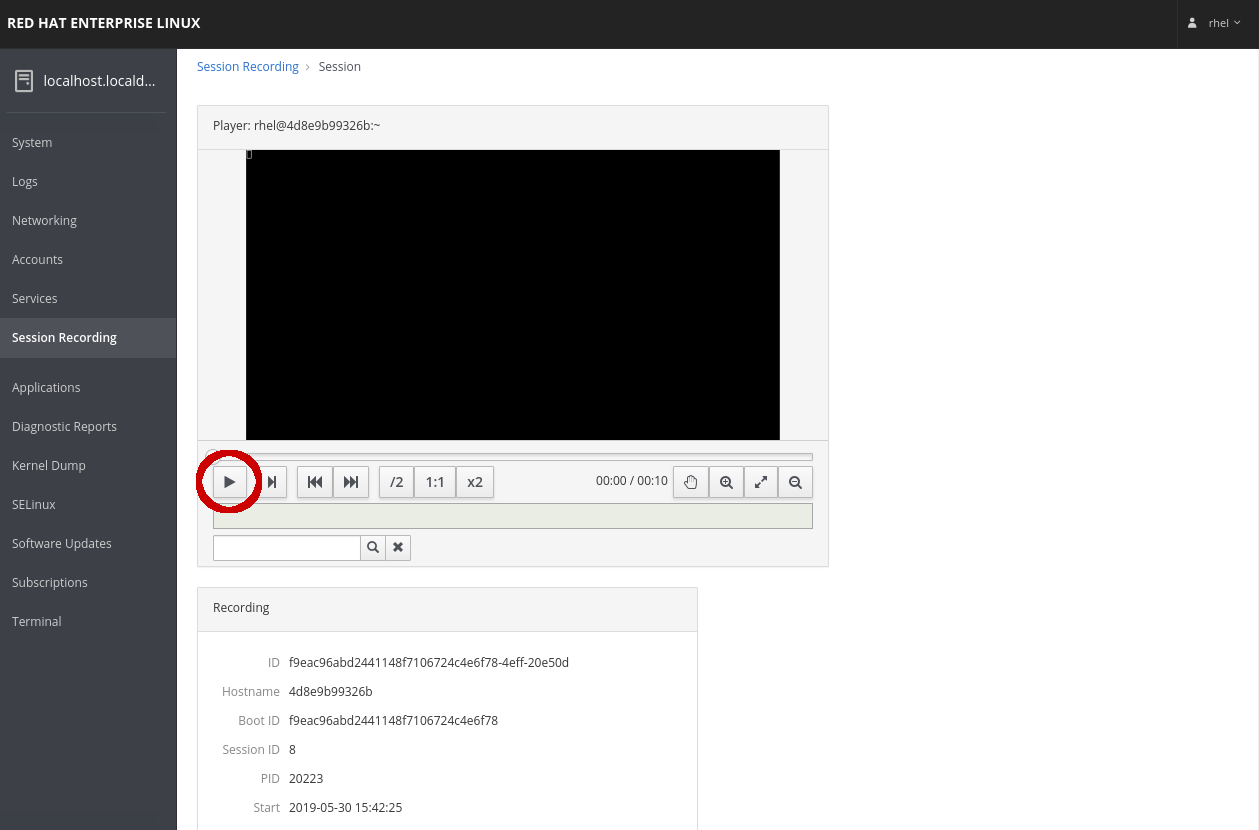 RED HAT ENTERPRISE LINUX
rhel
localhost.locald...
System
Logs
Networking
Accounts
Services
Session Recording
Applications
Diagnostic Reports
Kernel Dump
SELinux
Software Updates
Subscriptions
Terminal
Session Recording › Session
Player: rhel@4d8e9b99326b:~
/2 1:1 x2 00:00 / 00:10
Recording
ID f9eac96abd2441148f7106724c4e6f78-4eff-20e50d
Hostname 4d8e9b99326b
Boot ID f9eac96abd2441148f7106724c4e6f78
Session ID 8
PID 20223
Start 2019-05-30 15:42:25